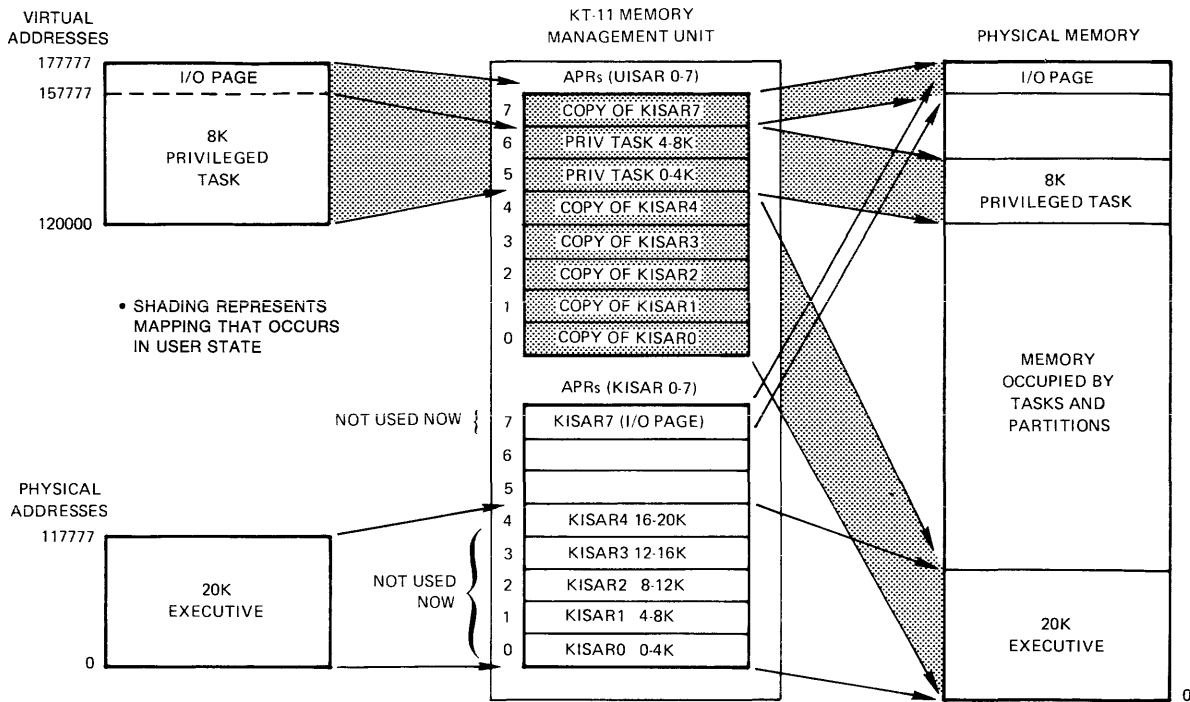 VIRTUAL
ADDRESSES
177777
157777
I/O PAGE
8K
PRIVILEGED
TASK
120000
• SHADING REPRESENTS
MAPPING THAT OCCURS
IN USER STATE
PHYSICAL
ADDRESSES
117777
20K
EXECUTIVE
0
KT-11 MEMORY
MANAGEMENT UNIT
APRs (UISAR 0-7)
7 COPY OF KISAR7
6 PRIV TASK 4-8K
5 PRIV TASK 0-4K
4 COPY OF KISAR4
3 COPY OF KISAR3
2 COPY OF KISAR2
1 COPY OF KISAR1
0 COPY OF KISAR0
APRs (KISAR 0-7)
NOT USED NOW { 7 KISAR7 (I/O PAGE)
6
5
4 KISAR4 16-20K
3 KISAR3 12-16K
2 KISAR2 8-12K
1 KISAR1 4-8K
0 KISAR0 0-4K
NOT USED
NOW
PHYSICAL MEMORY
I/O PAGE
8K
PRIVILEGED TASK
MEMORY
OCCUPIED BY
TASKS AND
PARTITIONS
20K
EXECUTIVE
0